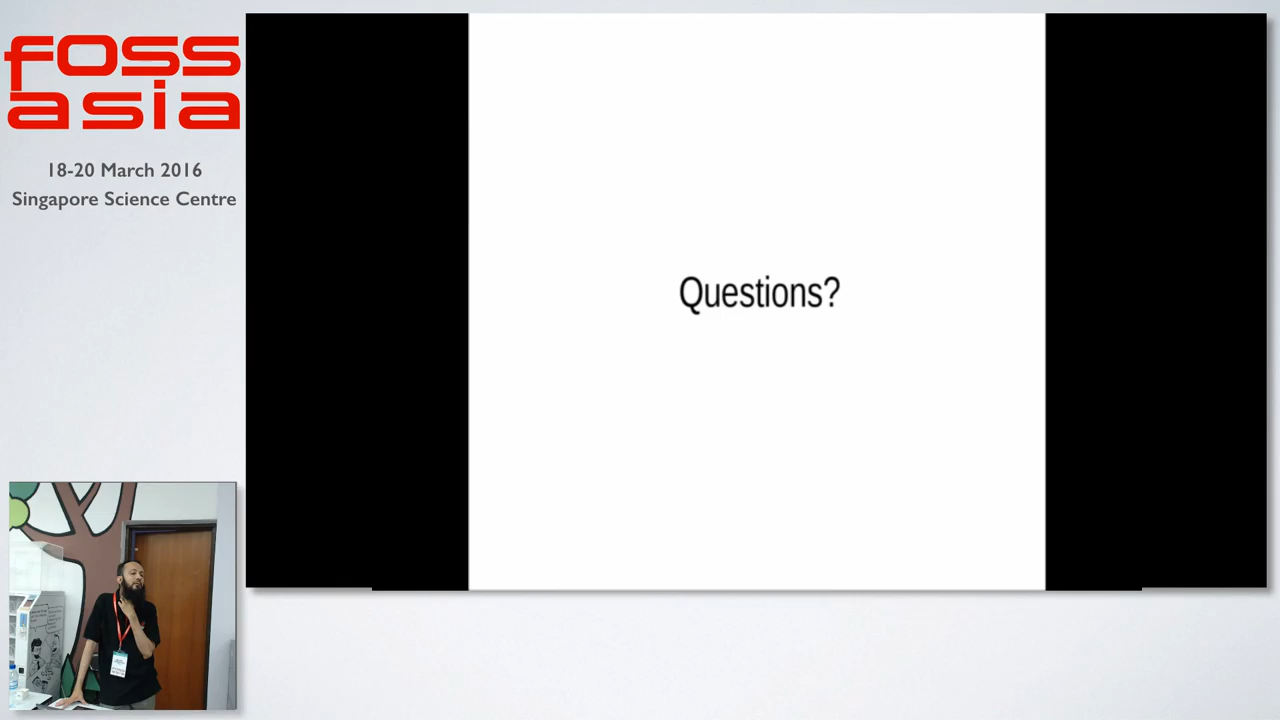 foss
asia
18-20 March 2016
Singapore Science Centre
Questions?